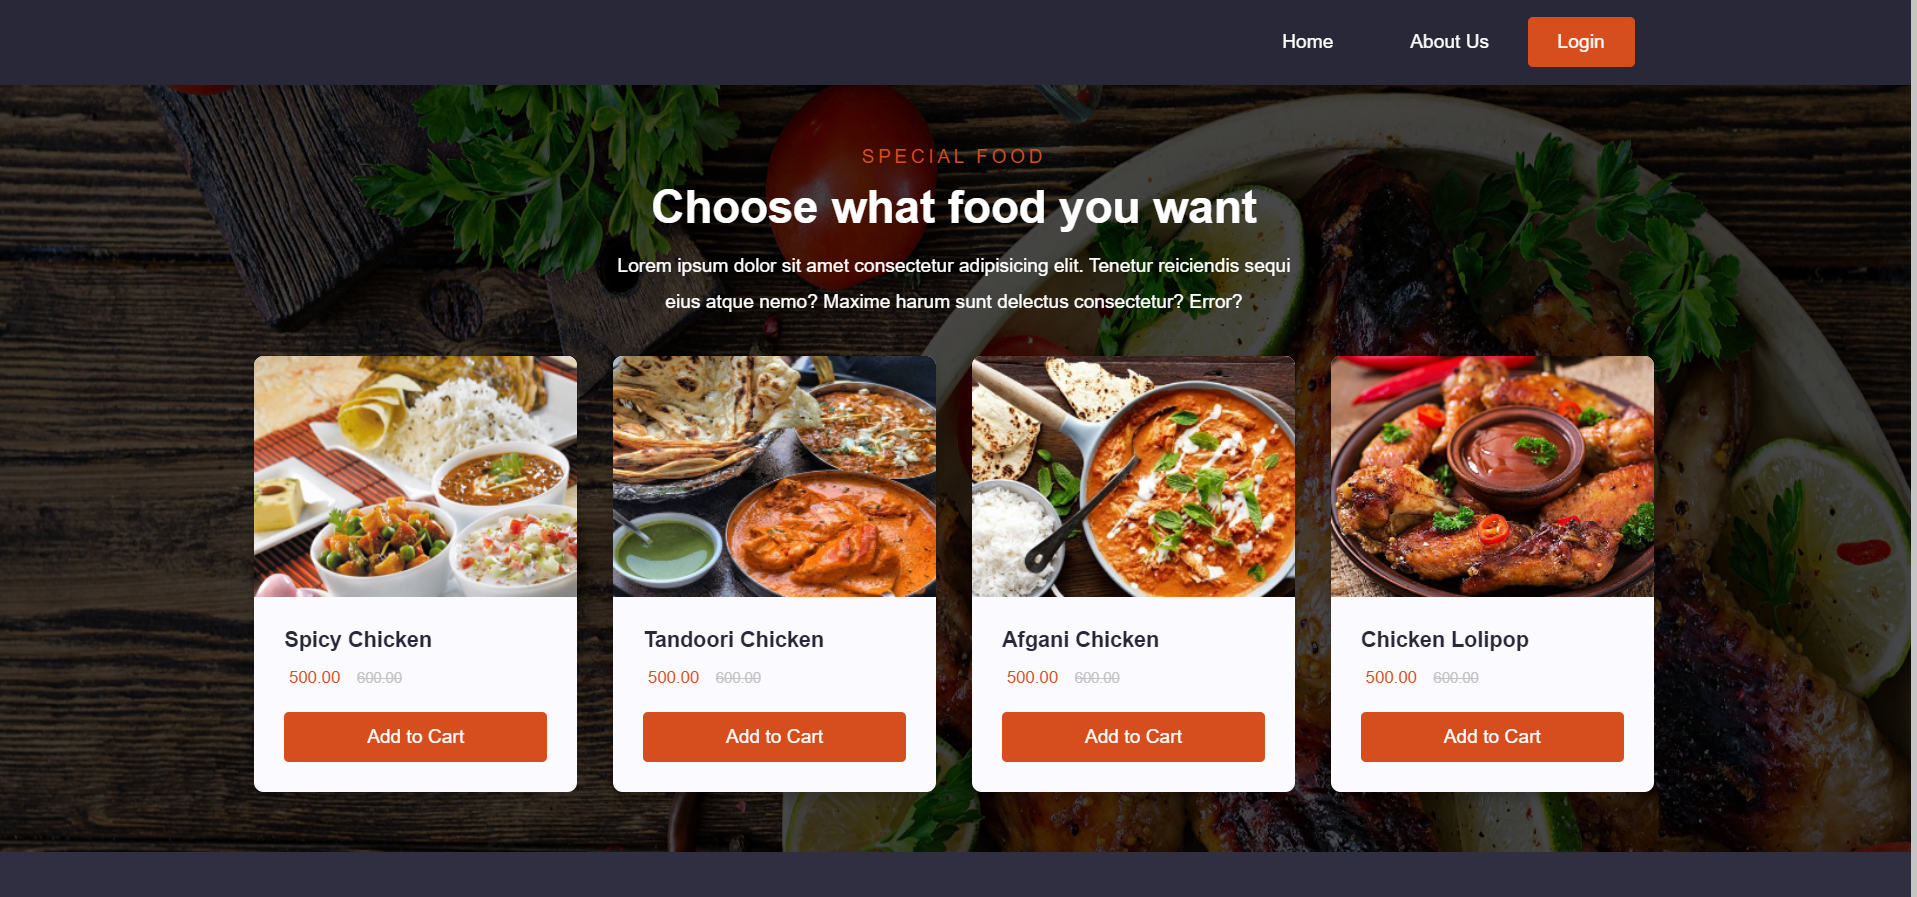 Home About Us Login
SPECIAL FOOD
Choose what food you want
Lorem ipsum dolor sit amet consectetur adipisicing elit. Tenetur reiciendis sequi
eius atque nemo? Maxime harum sunt delectus consectetur? Error?
Spicy Chicken
500.00 600.00
Add to Cart
Tandoori Chicken
500.00 600.00
Add to Cart
Afgani Chicken
500.00 600.00
Add to Cart
Chicken Lolipop
500.00 600.00
Add to Cart